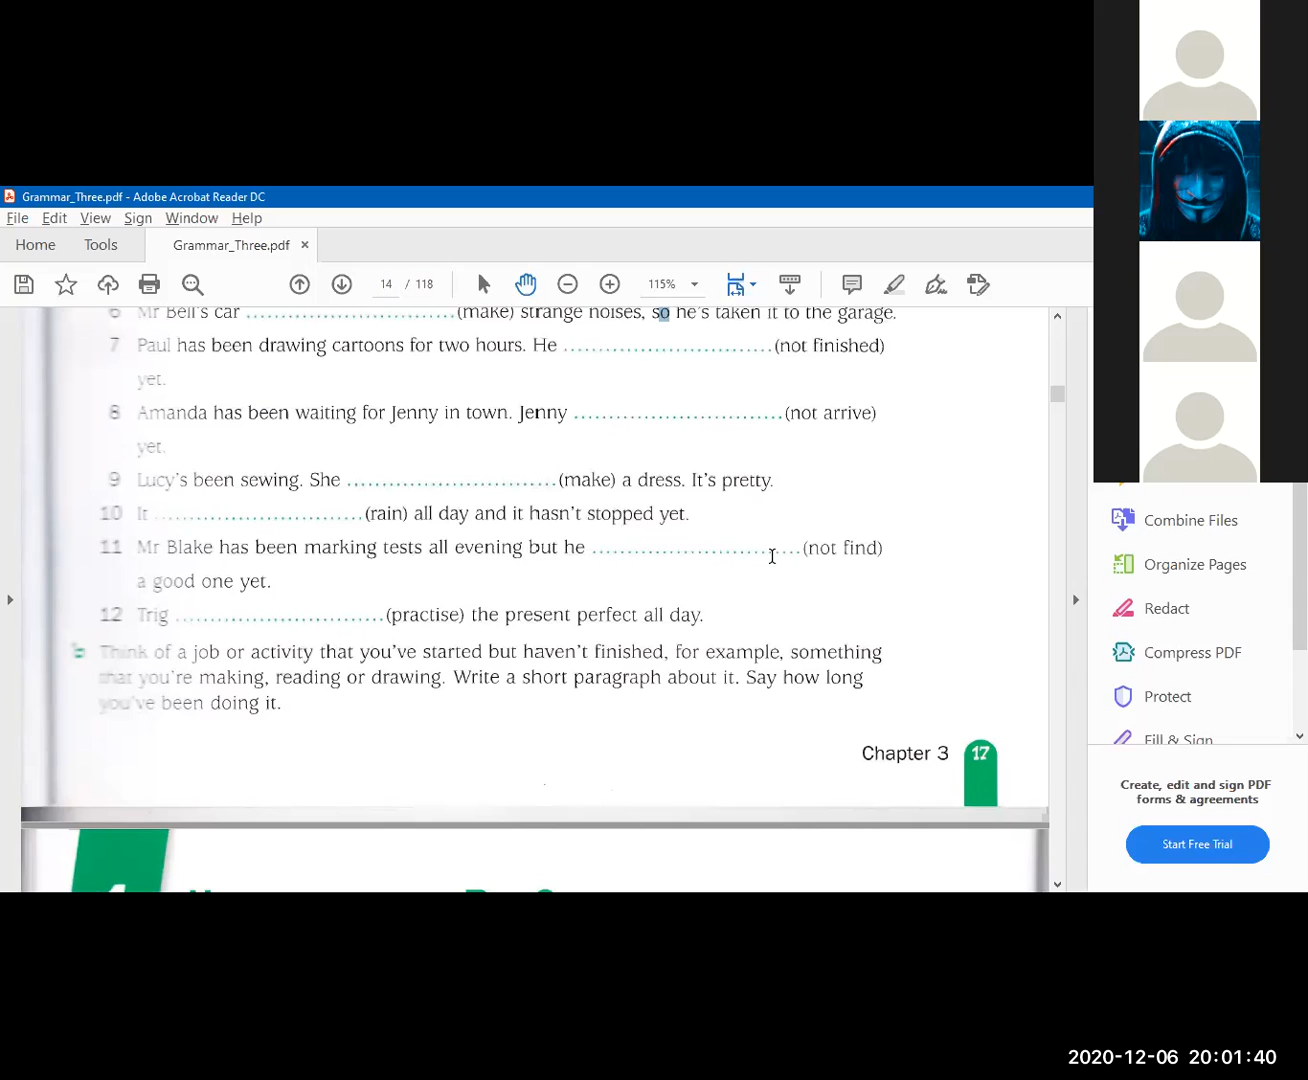 Grammar_Three.pdf - Adobe Acrobat Reader DC
File Edit View Sign Window Help
Home Tools Grammar_Three.pdf ×
14 / 118 115%
6 Mr Bell's car .............................. (make) strange noises, so he's taken it to the garage.
7 Paul has been drawing cartoons for two hours. He .............................. (not finished)
yet.
8 Amanda has been waiting for Jenny in town. Jenny .............................. (not arrive)
yet.
9 Lucy's been sewing. She .............................. (make) a dress. It's pretty.
10 It .............................. (rain) all day and it hasn't stopped yet.
11 Mr Blake has been marking tests all evening but he .............................. (not find)
a good one yet.
12 Trig .............................. (practise) the present perfect all day.
b Think of a job or activity that you've started but haven't finished, for example, something
that you're making, reading or drawing. Write a short paragraph about it. Say how long
you've been doing it.
Chapter 3 17
Combine Files
Organize Pages
Redact
Compress PDF
Protect
Fill & Sign
Create, edit and sign PDF
forms & agreements
Start Free Trial
2020-12-06 20:01:40